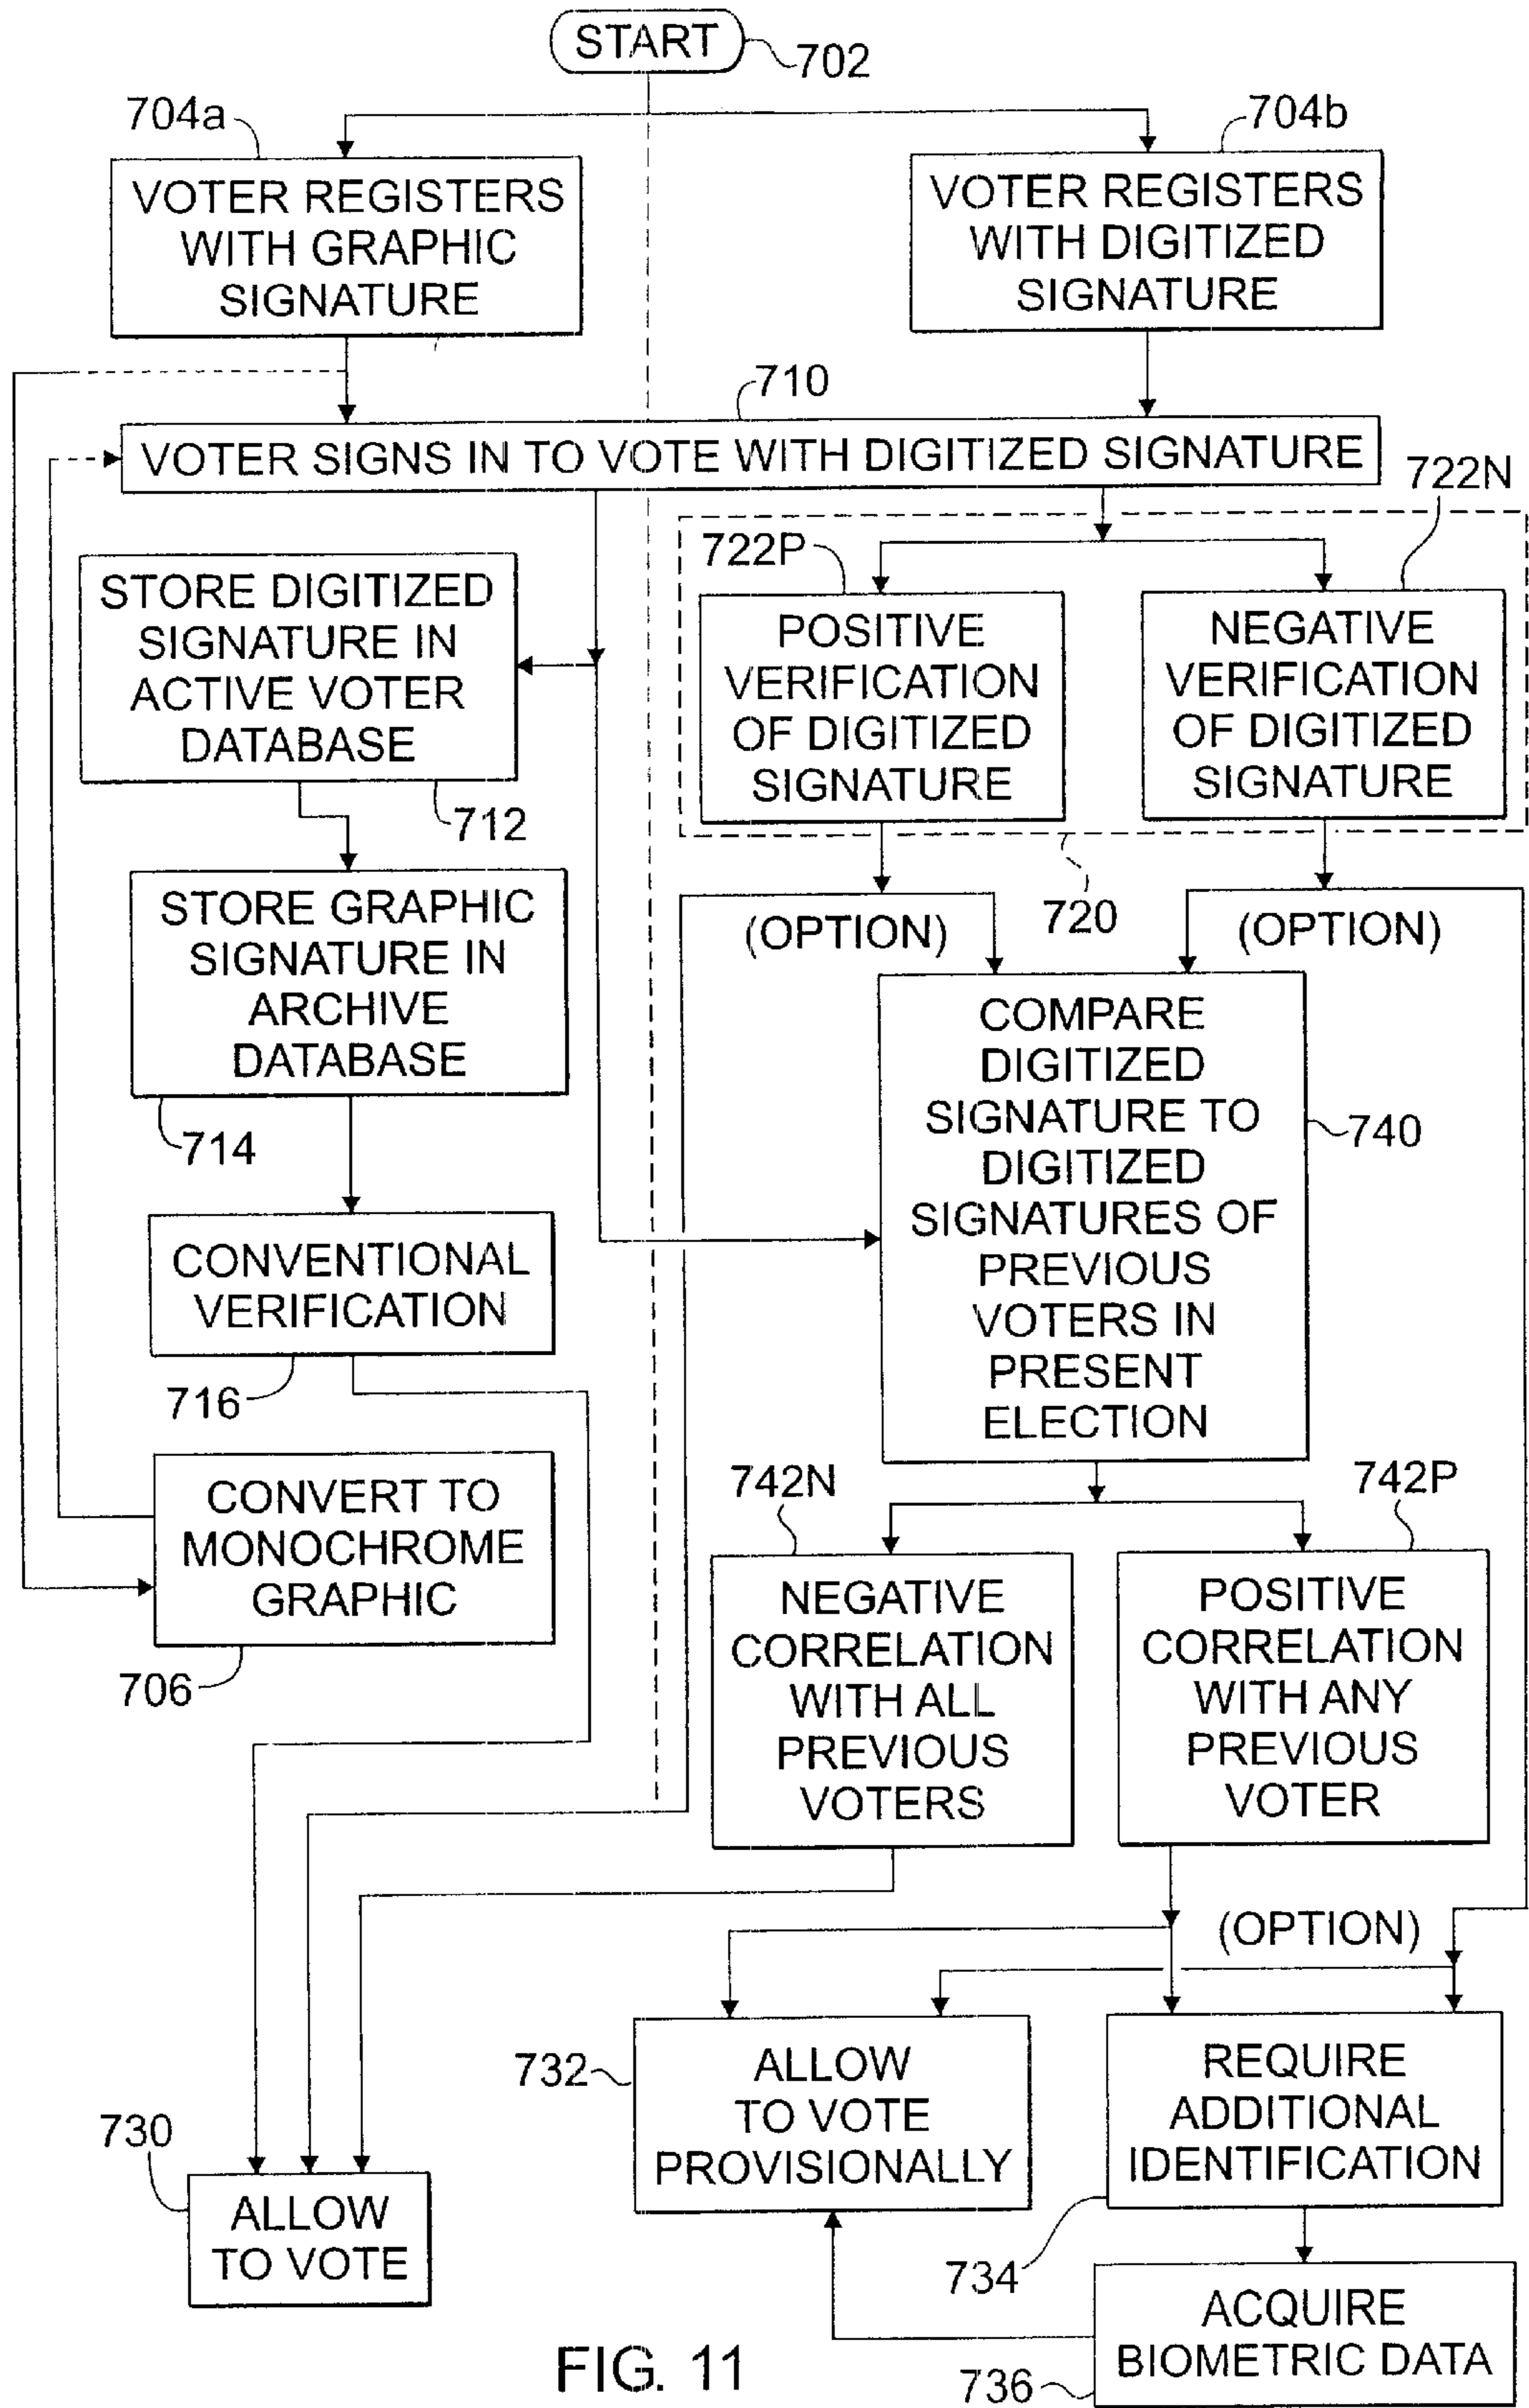 START
702
704a
704b
VOTER REGISTERS
WITH GRAPHIC
SIGNATURE
VOTER REGISTERS
WITH DIGITIZED
SIGNATURE
710
VOTER SIGNS IN TO VOTE WITH DIGITIZED SIGNATURE
722N
722P
STORE DIGITIZED
SIGNATURE IN
ACTIVE VOTER
DATABASE
712
POSITIVE
VERIFICATION
OF DIGITIZED
SIGNATURE
NEGATIVE
VERIFICATION
OF DIGITIZED
SIGNATURE
720
(OPTION)
(OPTION)
STORE GRAPHIC
SIGNATURE IN
ARCHIVE
DATABASE
714
COMPARE
DIGITIZED
SIGNATURE TO
DIGITIZED
SIGNATURES OF
PREVIOUS
VOTERS IN
PRESENT
ELECTION
740
CONVENTIONAL
VERIFICATION
716
CONVERT TO
MONOCHROME
GRAPHIC
706
742N
742P
NEGATIVE
CORRELATION
WITH ALL
PREVIOUS
VOTERS
POSITIVE
CORRELATION
WITH ANY
PREVIOUS
VOTER
(OPTION)
732
ALLOW
TO VOTE
PROVISIONALLY
REQUIRE
ADDITIONAL
IDENTIFICATION
734
730
ALLOW
TO VOTE
ACQUIRE
BIOMETRIC DATA
736
FIG. 11